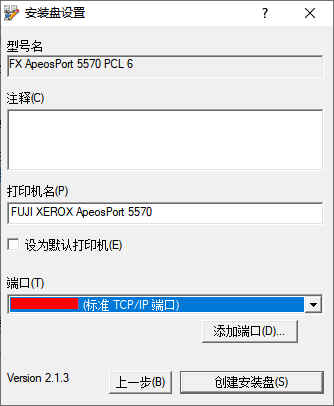 安装盘设置
型号名
FX ApeosPort 5570 PCL 6
注释(C)
打印机名(P)
FUJI XEROX ApeosPort 5570
设为默认打印机(E)
端口(T)
(标准 TCP/IP 端口)
添加端口(D)...
Version 2.1.3
上一步(B)
创建安装盘(S)